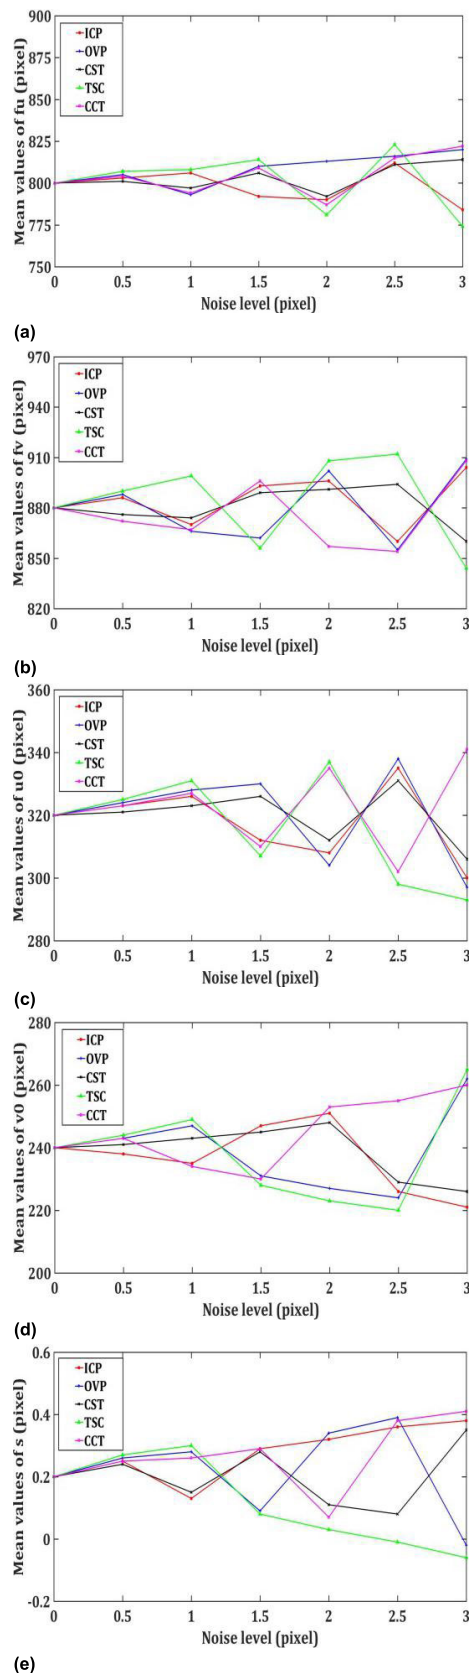 Mean values of fu (pixel)
900
875
850
825
800
775
750
ICP
OVP
CST
TSC
CCT
0 0.5 1 1.5 2 2.5 3
Noise level (pixel)
(a)
Mean values of fv (pixel)
970
940
910
880
850
820
ICP
OVP
CST
TSC
CCT
0 0.5 1 1.5 2 2.5 3
Noise level (pixel)
(b)
Mean values of u0 (pixel)
360
340
320
300
280
ICP
OVP
CST
TSC
CCT
0 0.5 1 1.5 2 2.5 3
Noise level (pixel)
(c)
Mean values of v0 (pixel)
280
260
240
220
200
ICP
OVP
CST
TSC
CCT
0 0.5 1 1.5 2 2.5 3
Noise level (pixel)
(d)
Mean values of s (pixel)
0.6
0.4
0.2
0
-0.2
ICP
OVP
CST
TSC
CCT
0 0.5 1 1.5 2 2.5 3
Noise level (pixel)
(e)